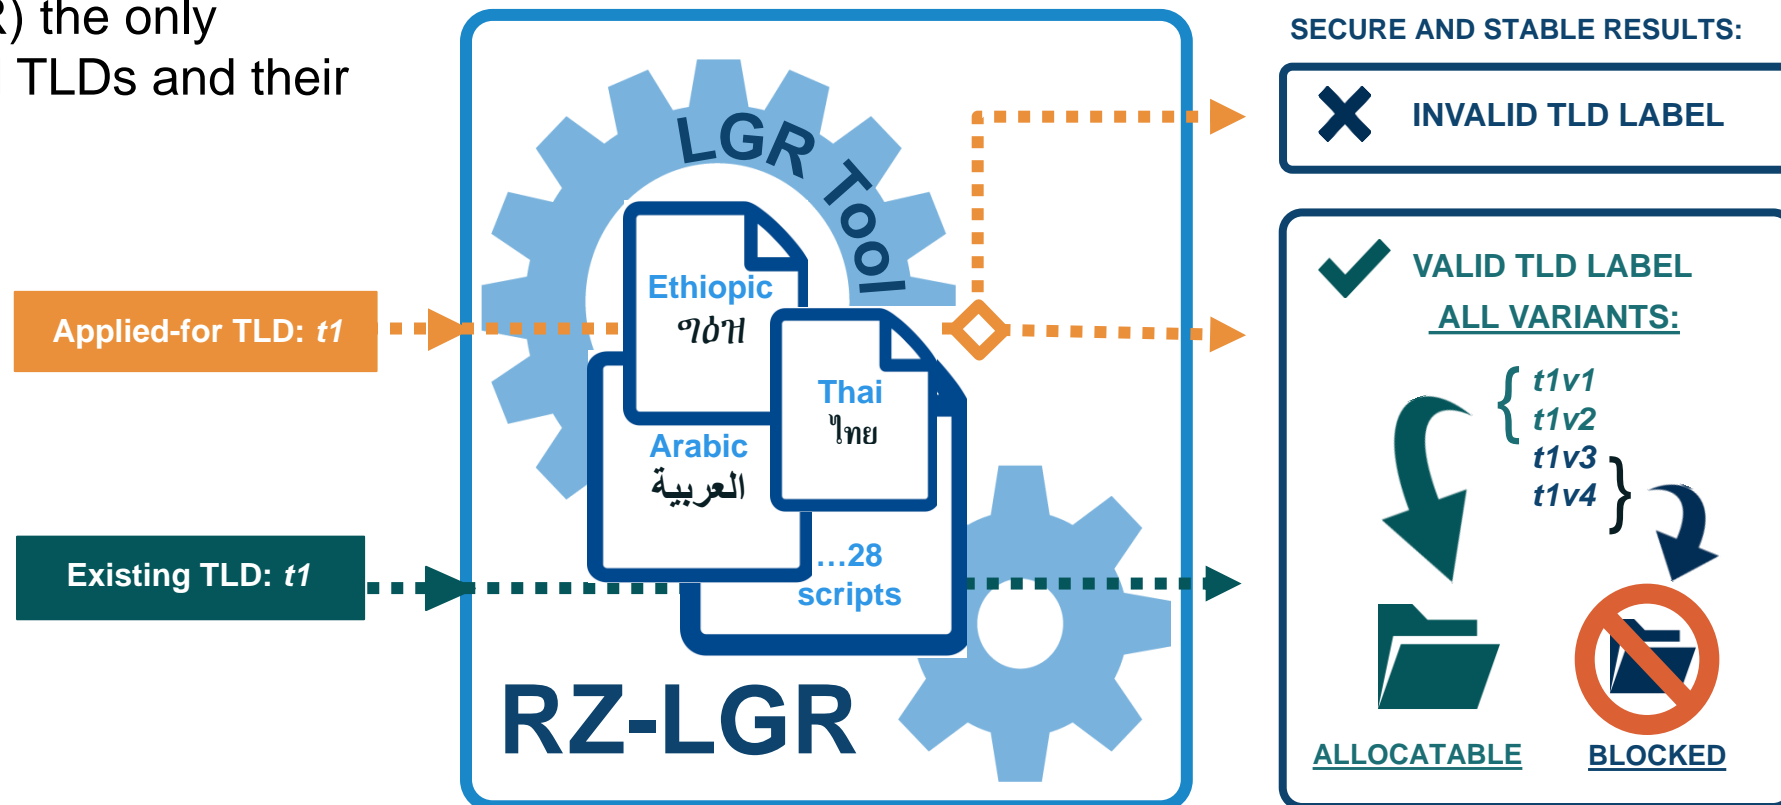 R) the only
TLDs and their
LGR Tool
Ethiopic
ግዕዝ
Thai
ไทย
Arabic
العربية
...28
scripts
RZ-LGR
Applied-for TLD: t1
Existing TLD: t1
SECURE AND STABLE RESULTS:
INVALID TLD LABEL
VALID TLD LABEL
ALL VARIANTS:
t1v1
t1v2
t1v3
t1v4
ALLOCATABLE
BLOCKED